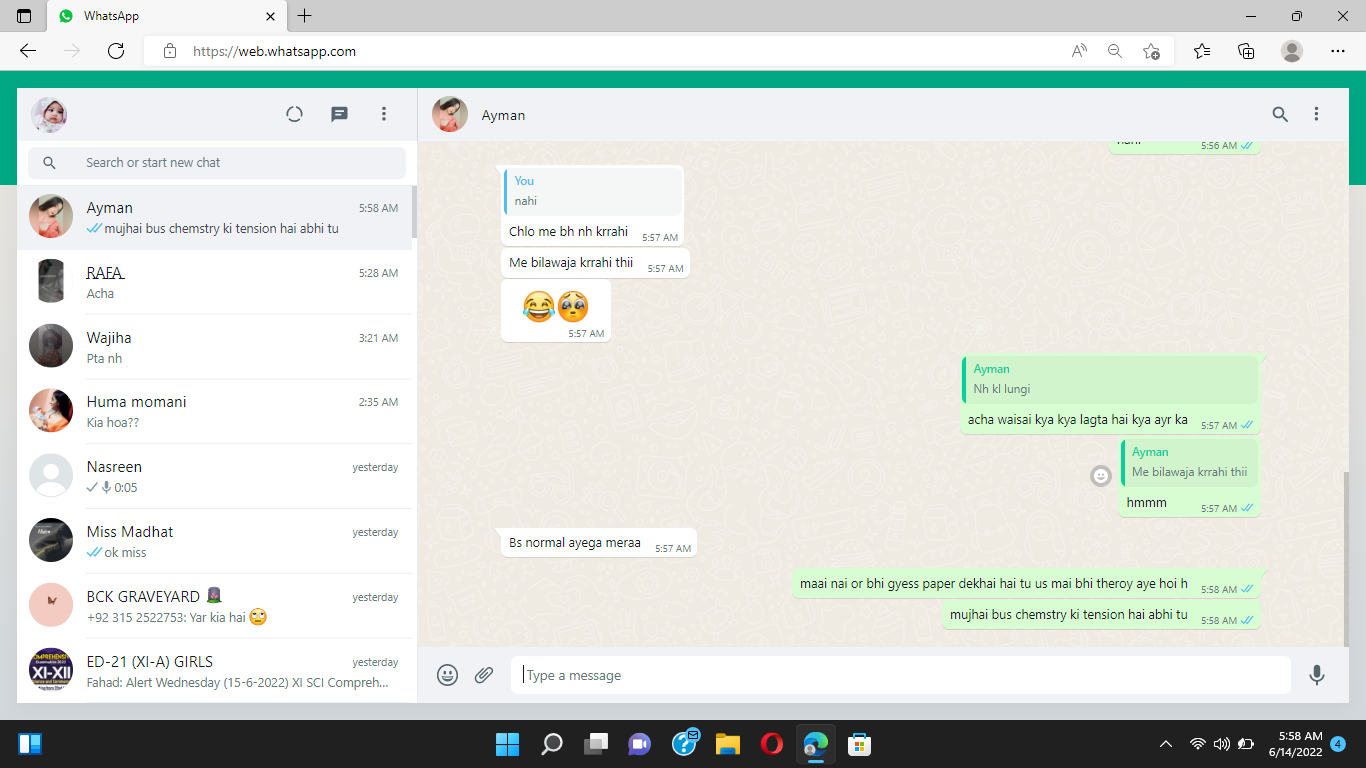 WhatsApp
https://web.whatsapp.com
Ayman
Search or start new chat
Ayman 5:58 AM
mujhai bus chemstry ki tension hai abhi tu
RAFA 5:28 AM
Acha
Wajiha 3:21 AM
Pta nh
Huma momani 2:35 AM
Kia hoa??
Nasreen yesterday
0:05
Miss Madhat yesterday
ok miss
BCK GRAVEYARD yesterday
+92 315 2522753: Yar kia hai 🙄
ED-21 (XI-A) GIRLS yesterday
Fahad: Alert Wednesday (15-6-2022) XI SCI Compreh...
XI-XII
nahi 5:56 AM
You
nahi
Chlo me bh nh krrahi 5:57 AM
Me bilawaja krrahi thii 5:57 AM
😂🥺
5:57 AM
Ayman
Nh kl lungi
acha waisai kya kya lagta hai kya ayr ka 5:57 AM
Ayman
Me bilawaja krrahi thii
hmmm 5:57 AM
Bs normal ayega meraa 5:57 AM
maai nai or bhi gyess paper dekhai hai tu us mai bhi theroy aye hoi h 5:58 AM
mujhai bus chemstry ki tension hai abhi tu 5:58 AM
Type a message
5:58 AM
6/14/2022
4